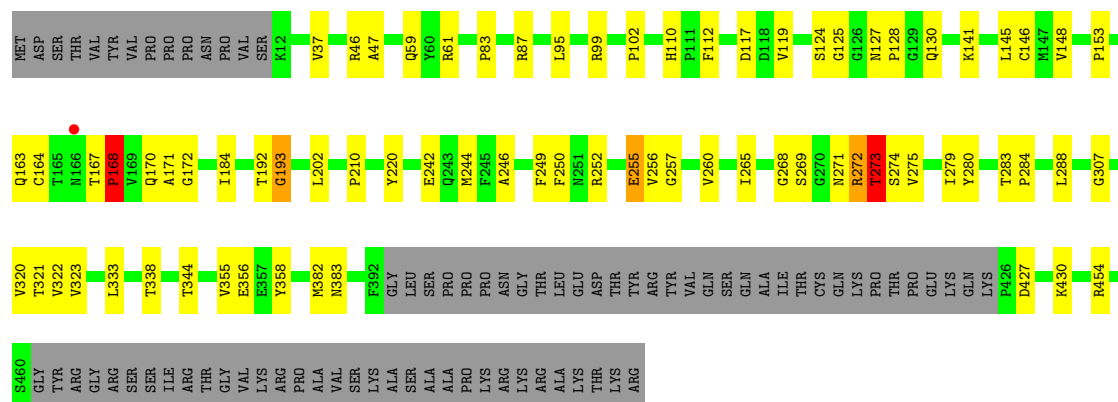 MET ASP SER THR VAL TYR VAL PRO PRO PRO ASN PRO VAL SER K12 V37 R46 A47 Q59 Y60 R61 P83 R87 L95 R99 P102 H110 P111 F112 D117 D118 V119 S124 G125 G126 N127 P128 G129 Q130 K141 L145 C146 M147 V148 P153
Q163 C164 T165 N166 T167 P168 V169 Q170 A171 G172 I184 T192 G193 L202 P210 Y220 E242 Q243 M244 F245 A246 F249 F250 N251 R252 E255 V256 G257 V260 I265 G268 S269 G270 N271 R272 T273 S274 V275 I279 Y280 T283 P284 L288 G307
V320 T321 V322 V323 L333 T338 T344 V355 E356 E357 Y358 M382 N383 F392 GLY LEU SER PRO PRO PRO ASN GLY THR LEU GLU ASP THR TYR ARG TYR VAL GLN SER GLN ALA ILE THR CYS GLN LYS PRO THR PRO GLU LYS GLN LYS P426 D427 K430 R454
S460 GLY TYR ARG GLY ARG SER SER ILE ARG THR GLY VAL LYS ARG PRO ALA VAL SER LYS ALA SER ALA ALA PRO LYS ARG LYS ARG ALA LYS THR LYS ARG